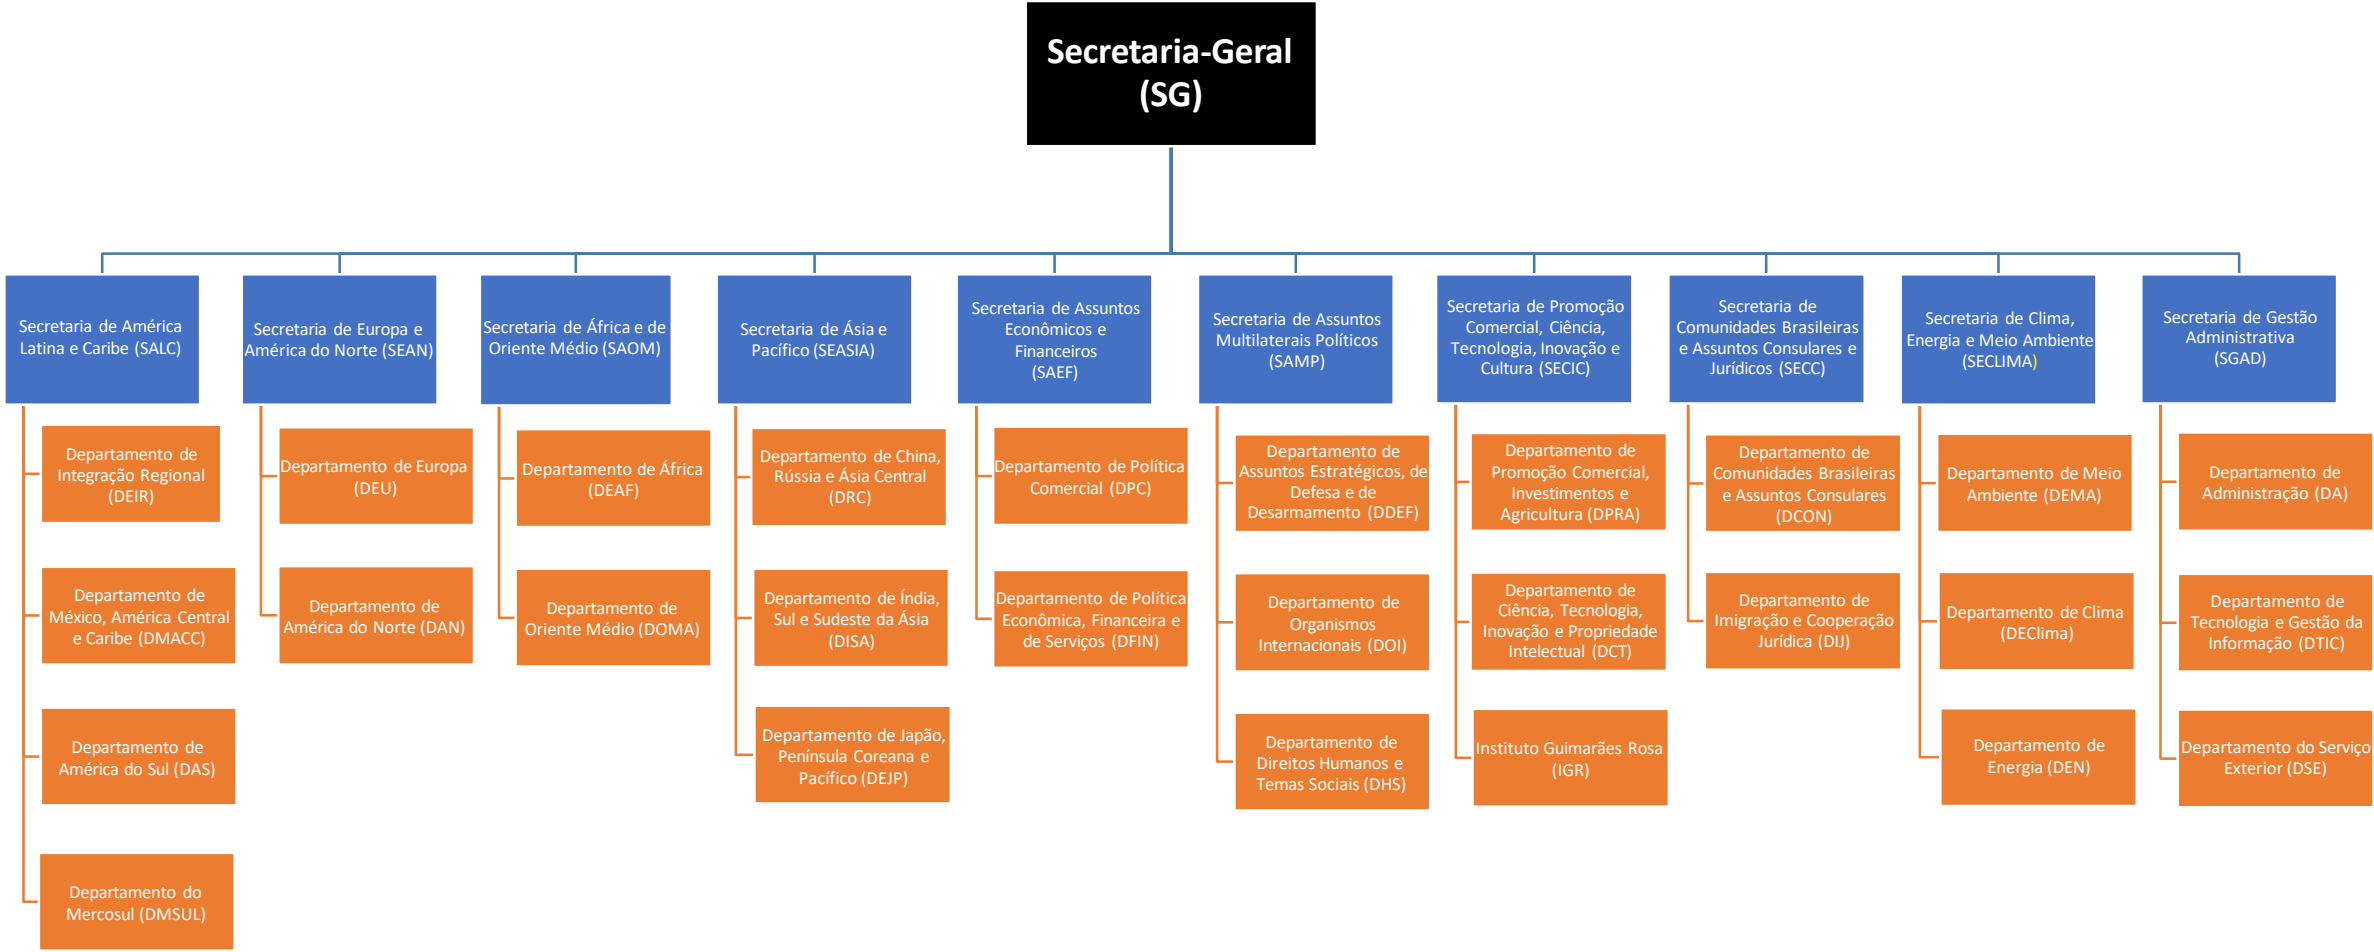 Secretaria-Geral
(SG)
Secretaria de América
Latina e Caribe (SALC)
Departamento de
Integração Regional
(DEIR)
Departamento de
México, América Central
e Caribe (DMACC)
Departamento de
América do Sul (DAS)
Departamento do
Mercosul (DMSUL)
Secretaria de Europa e
América do Norte (SEAN)
Departamento de Europa
(DEU)
Departamento de
América do Norte (DAN)
Secretaria de África e de
Oriente Médio (SAOM)
Departamento de África
(DEAF)
Departamento de
Oriente Médio (DOMA)
Secretaria de Ásia e
Pacífico (SEASIA)
Departamento de China,
Rússia e Ásia Central
(DRC)
Departamento de Índia,
Sul e Sudeste da Ásia
(DISA)
Departamento de Japão,
Península Coreana e
Pacífico (DEJP)
Secretaria de Assuntos
Econômicos e
Financeiros
(SAEF)
Departamento de Política
Comercial (DPC)
Departamento de Política
Econômica, Financeira e
de Serviços (DFIN)
Secretaria de Assuntos
Multilaterais Políticos
(SAMP)
Departamento de
Assuntos Estratégicos, de
Defesa e de
Desarmamento (DDEF)
Departamento de
Organismos
Internacionais (DOI)
Departamento de
Direitos Humanos e
Temas Sociais (DHS)
Secretaria de Promoção
Comercial, Ciência,
Tecnologia, Inovação e
Cultura (SECIC)
Departamento de
Promoção Comercial,
Investimentos e
Agricultura (DPRA)
Departamento de
Ciência, Tecnologia,
Inovação e Propriedade
Intelectual (DCT)
Instituto Guimarães Rosa
(IGR)
Secretaria de
Comunidades Brasileiras
e Assuntos Consulares e
Jurídicos (SECC)
Departamento de
Comunidades Brasileiras
e Assuntos Consulares
(DCON)
Departamento de
Imigração e Cooperação
Jurídica (DIJ)
Secretaria de Clima,
Energia e Meio Ambiente
(SECLIMA)
Departamento de Meio
Ambiente (DEMA)
Departamento de Clima
(DEClima)
Departamento de
Energia (DEN)
Secretaria de Gestão
Administrativa
(SGAD)
Departamento de
Administração (DA)
Departamento de
Tecnologia e Gestão da
Informação (DTIC)
Departamento do Serviço
Exterior (DSE)